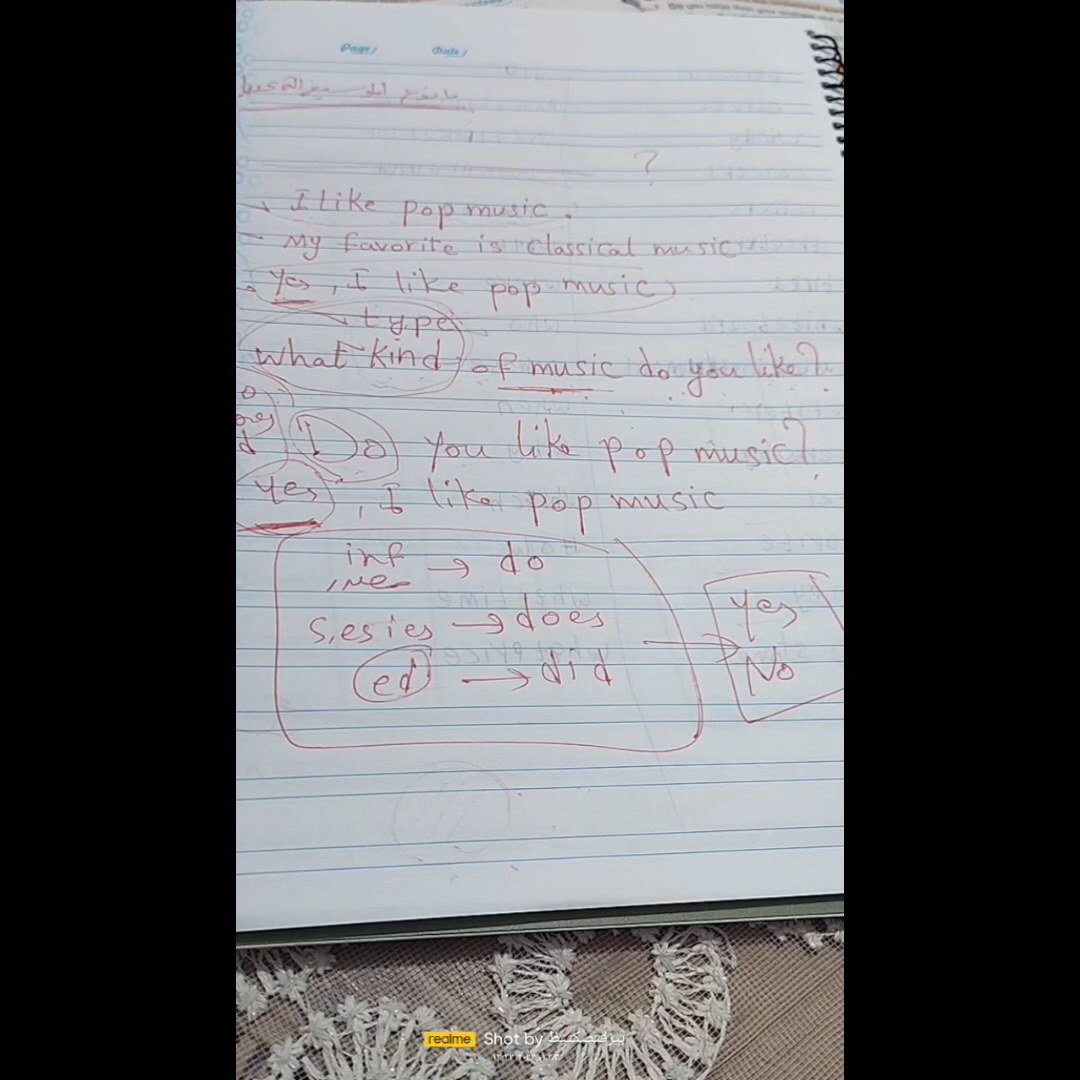 Page) Date)
?
I Like pop music.
My favorite is classical music
Yes, I like pop music
type
what kind of music do you like?
Do you like pop music?
Yes, I like pop music
inf → do
s, es ies → does
ed → did
Yes
No
realme Shot by